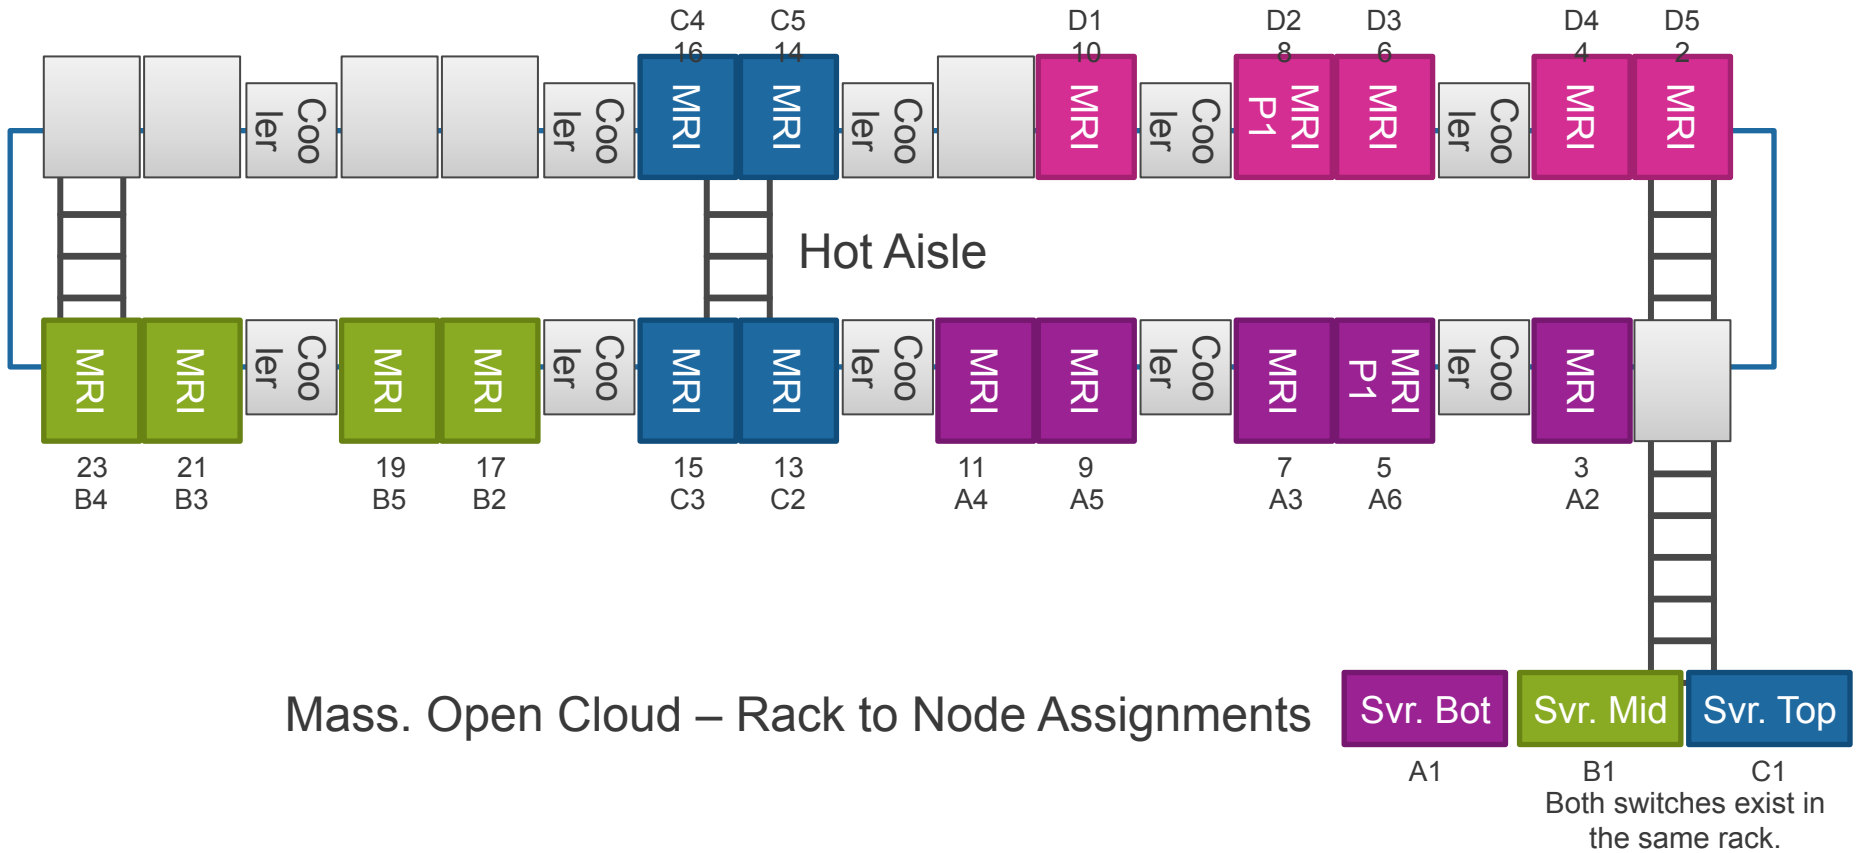 C4 C5 D1 D2 D3 D4 D5
16 14 10 8 6 4 2
Coo
ler
Coo
ler
MRI
MRI
Coo
ler
MRI
Coo
ler
MRI
P1
MRI
Coo
ler
MRI
MRI
Hot Aisle
MRI
MRI
Coo
ler
MRI
MRI
Coo
ler
MRI
MRI
Coo
ler
MRI
MRI
Coo
ler
MRI
MRI
P1
Coo
ler
MRI
23 21 19 17 15 13 11 9 7 5 3
B4 B3 B5 B2 C3 C2 A4 A5 A3 A6 A2
Mass. Open Cloud – Rack to Node Assignments
Svr. Bot
Svr. Mid
Svr. Top
A1 B1 C1
Both switches exist in
the same rack.